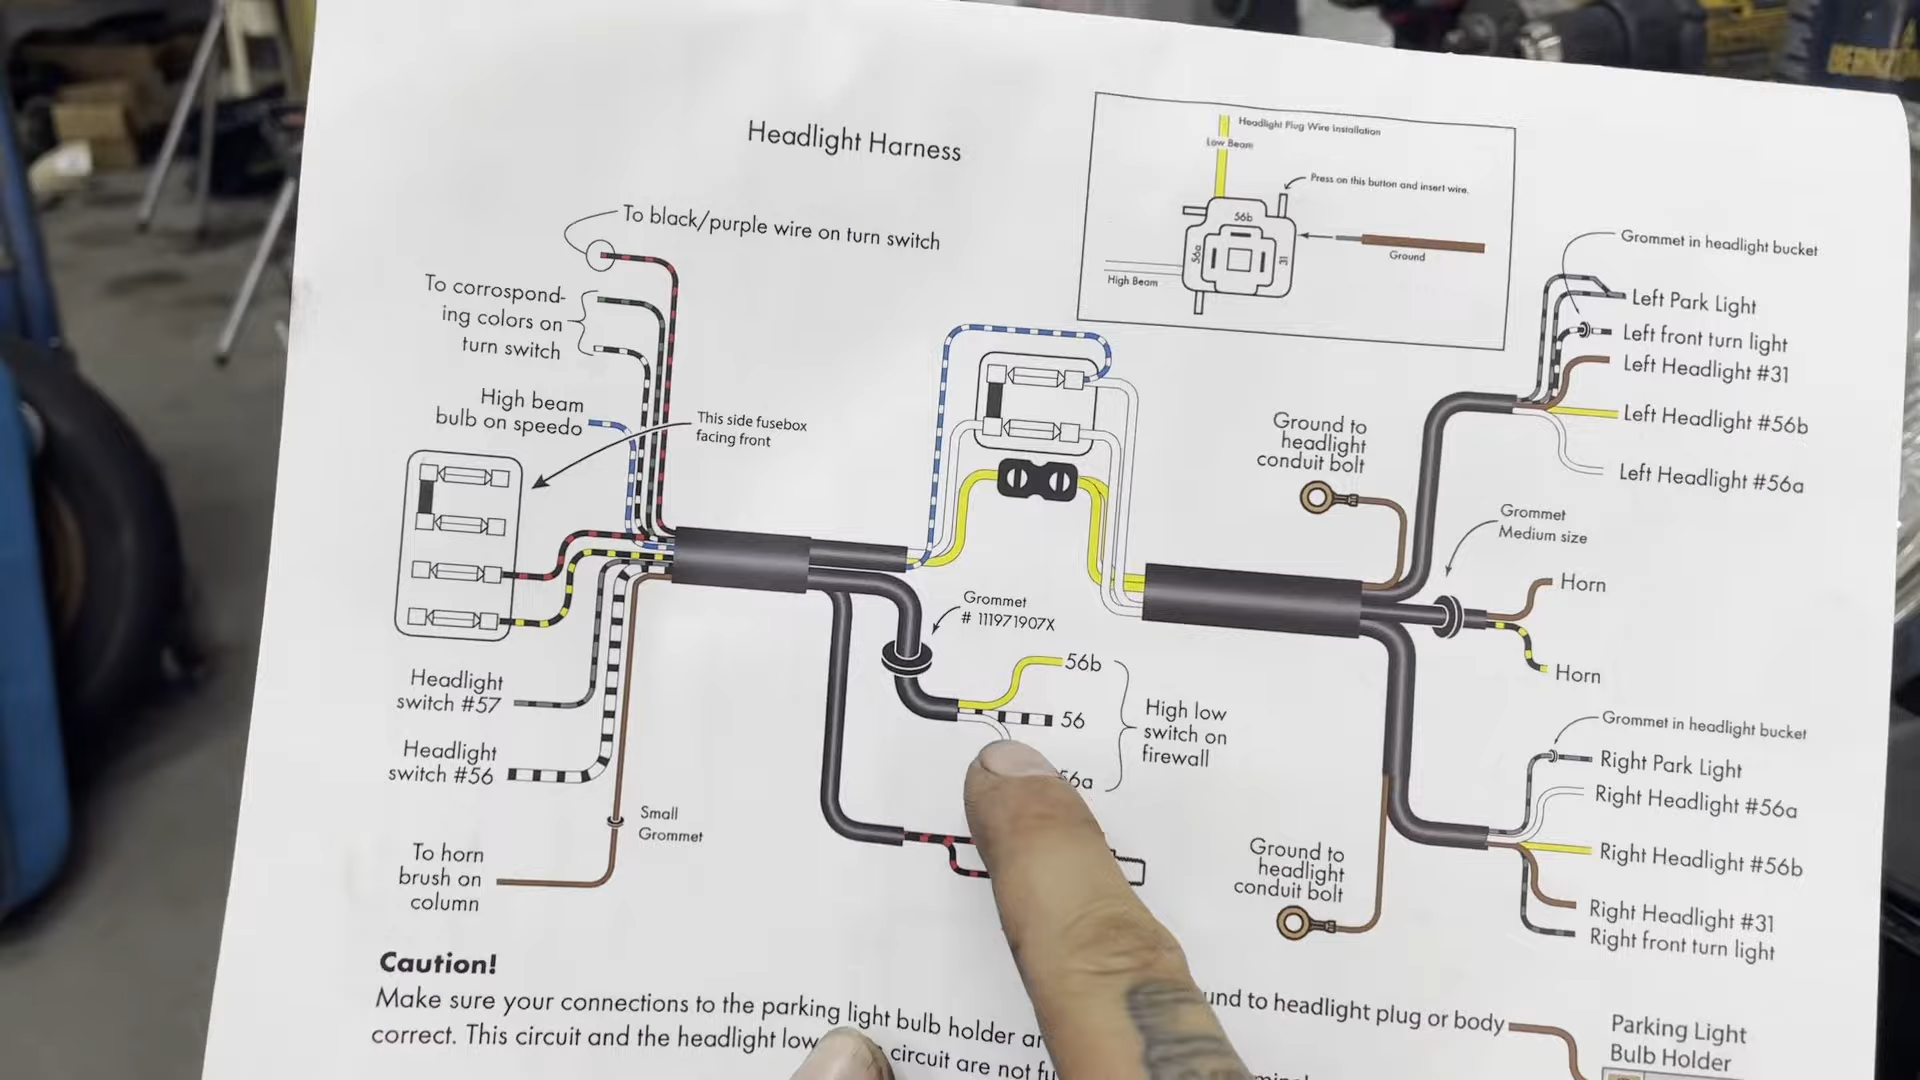 Headlight Harness
Headlight Plug Wire Installation
Low Beam
Press on this button and insert wire.
56b
56a
31
Ground
High Beam
To black/purple wire on turn switch
To correspond-
ing colors on
turn switch
High beam
bulb on speedo
This side fusebox
facing front
Grommet in headlight bucket
Left Park Light
Left front turn light
Left Headlight #31
Left Headlight #56b
Left Headlight #56a
Ground to
headlight
conduit bolt
Grommet
Medium size
Horn
Horn
Grommet
# 111971907X
56b
56
56a
High low
switch on
firewall
Headlight
switch #57
Headlight
switch #56
Small
Grommet
To horn
brush on
column
Grommet in headlight bucket
Right Park Light
Right Headlight #56a
Right Headlight #56b
Right Headlight #31
Right front turn light
Ground to
headlight
conduit bolt
Caution!
Make sure your connections to the parking light bulb holder
correct. This circuit and the headlight low circuit are not
to headlight plug or body
Parking Light
Bulb Holder